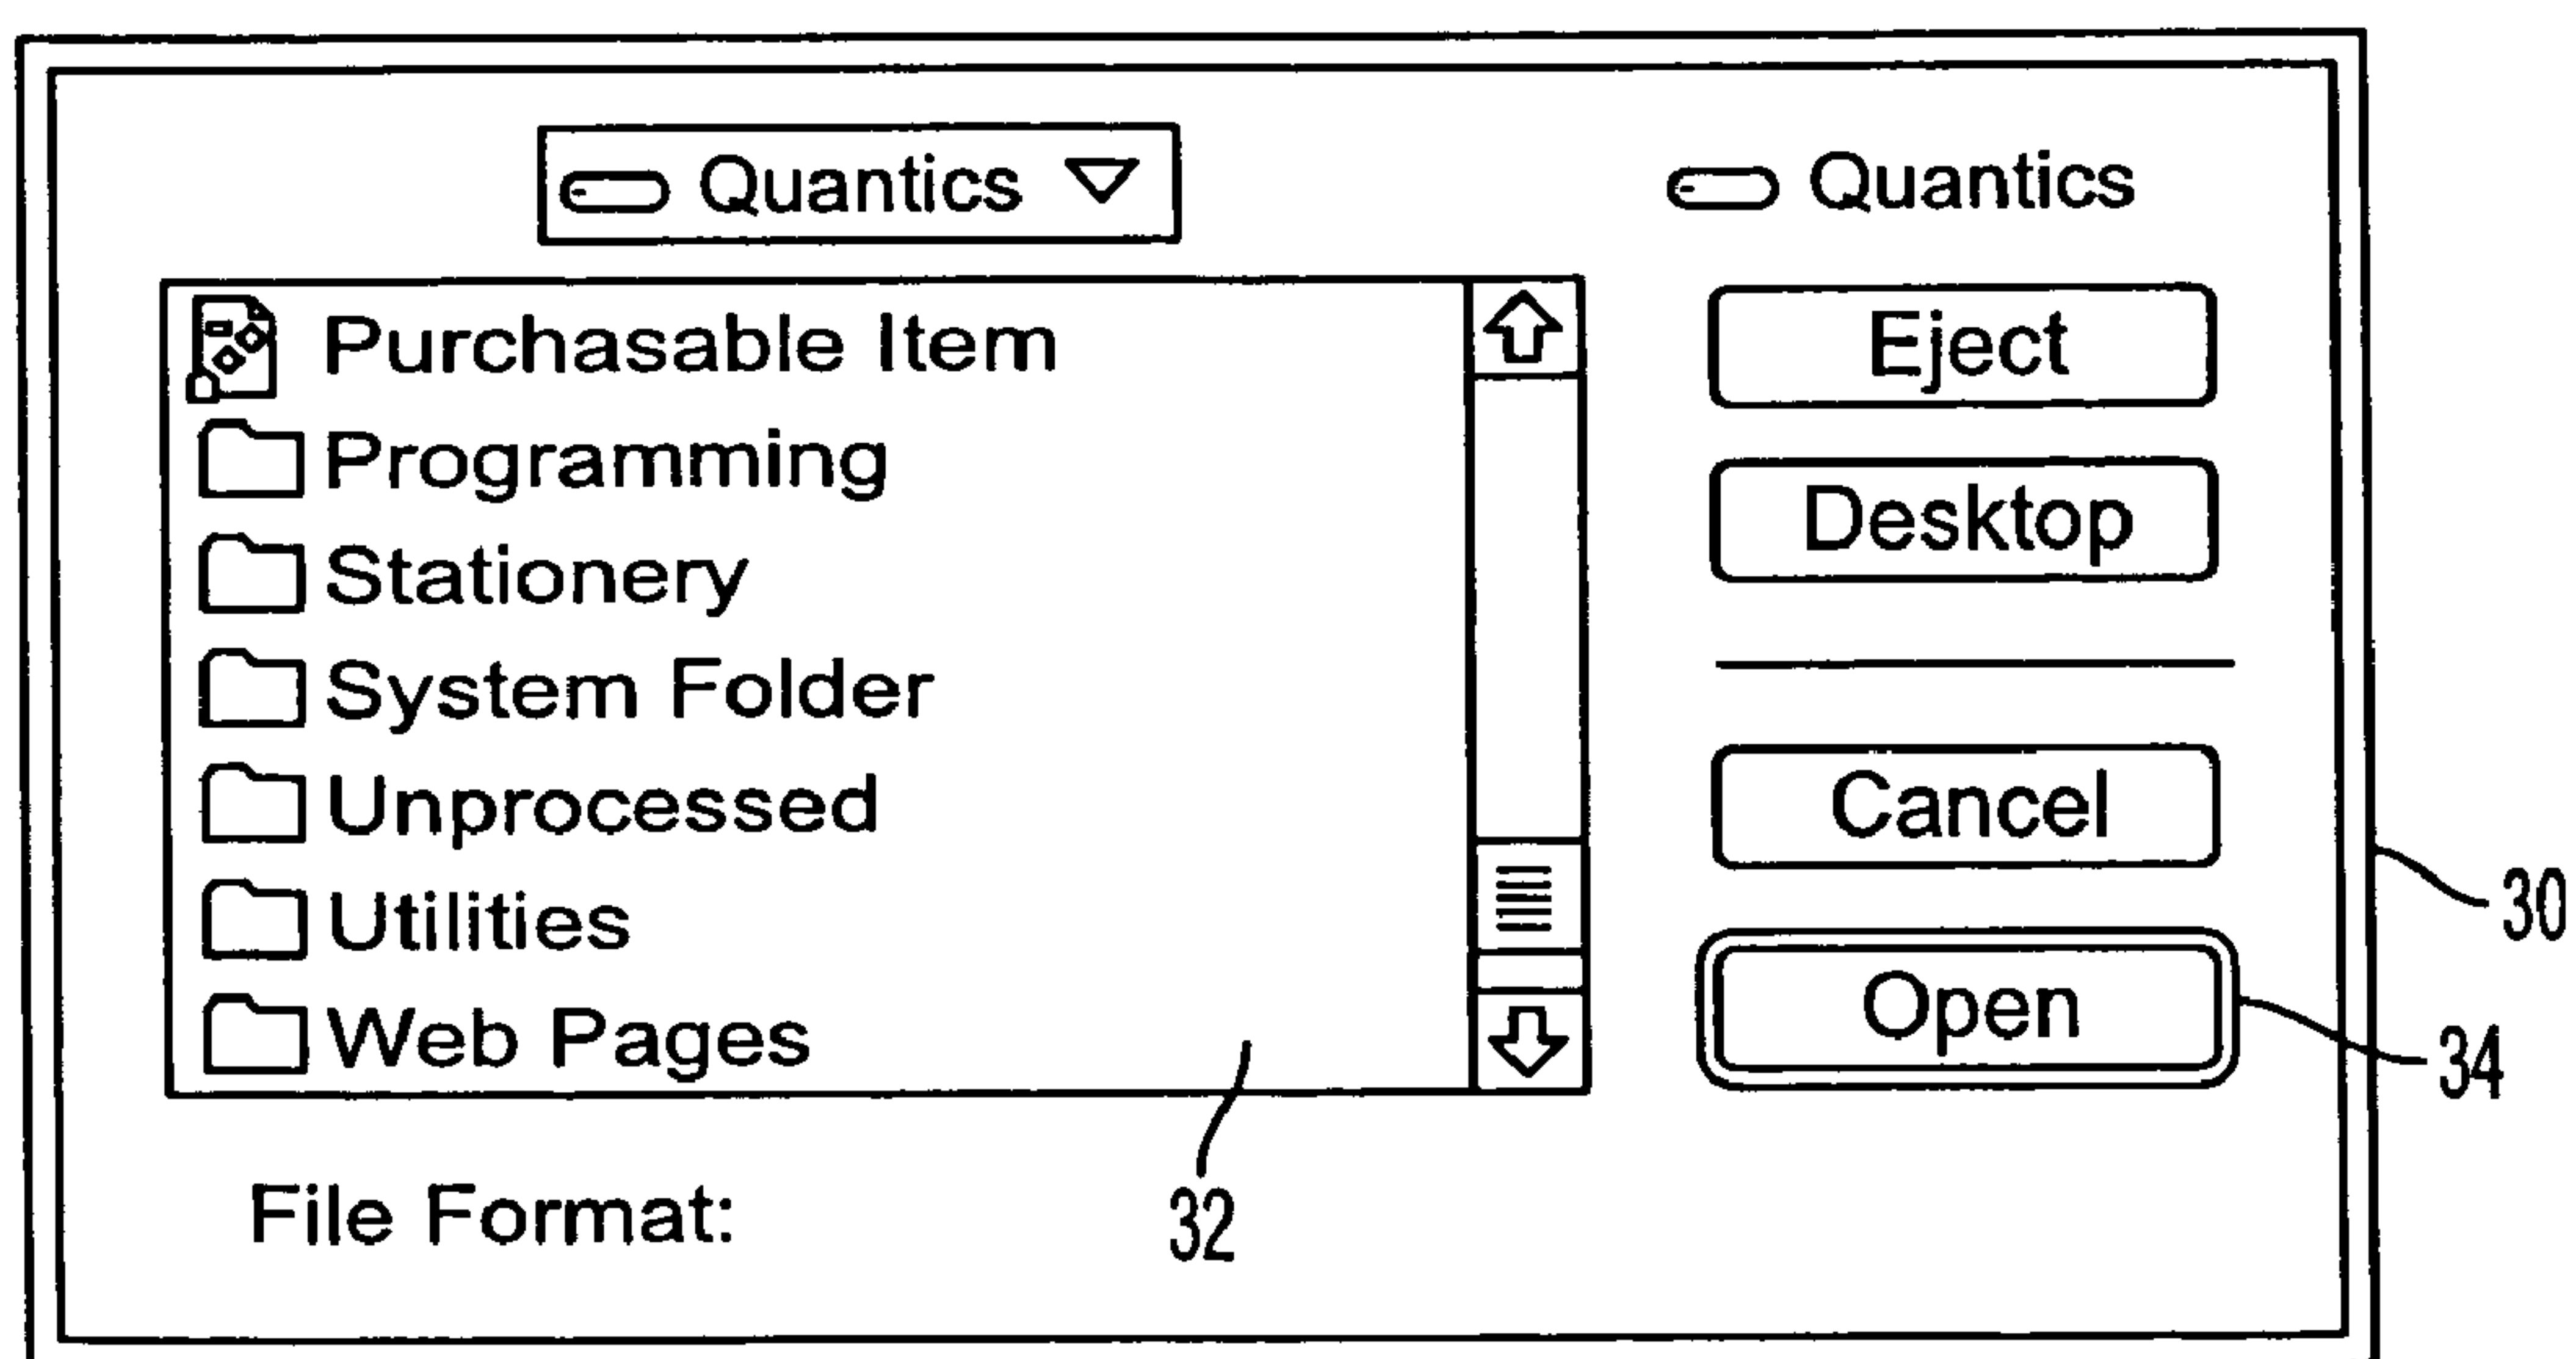 Quantics
Quantics
Purchasable Item
Programming
Stationery
System Folder
Unprocessed
Utilities
Web Pages
Eject
Desktop
Cancel
Open
30
34
32
File Format: